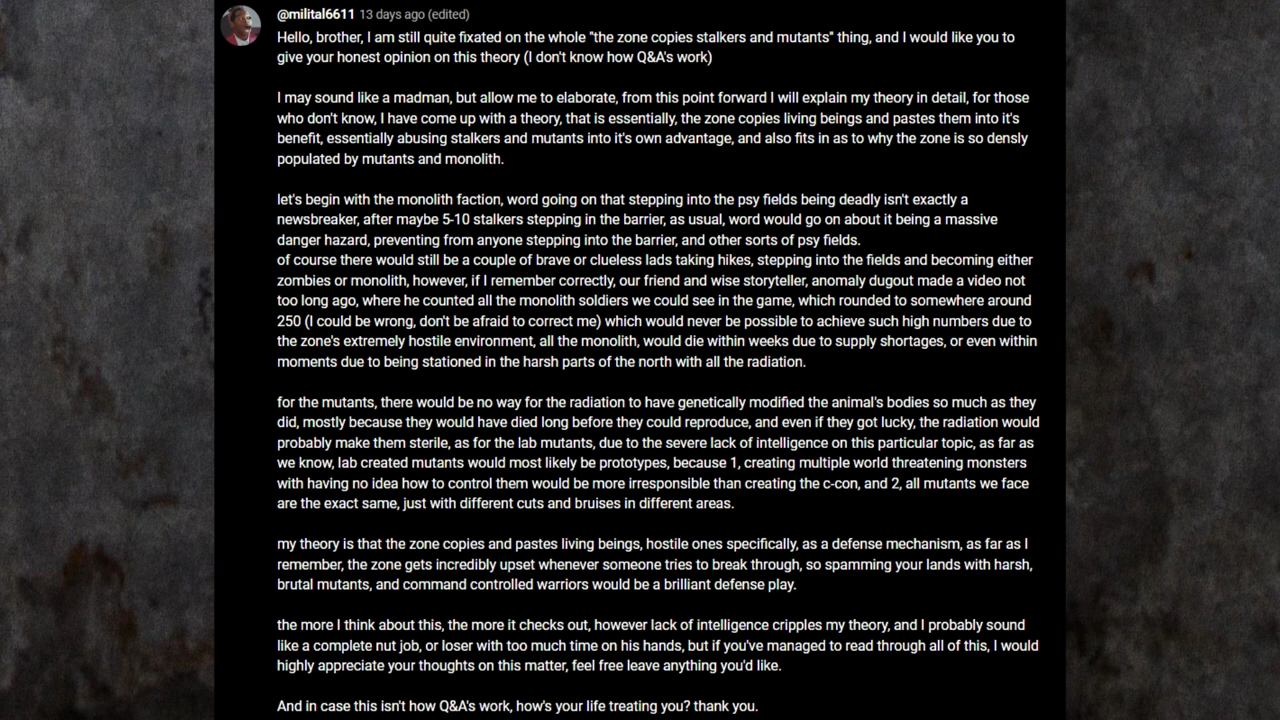 @milital6611 13 days ago (edited)
Hello, brother, I am still quite fixated on the whole "the zone copies stalkers and mutants" thing, and I would like you to
give your honest opinion on this theory (I don't know how Q&A's work)
I may sound like a madman, but allow me to elaborate, from this point forward I will explain my theory in detail, for those
who don't know, I have come up with a theory, that is essentially, the zone copies living beings and pastes them into it's
benefit, essentially abusing stalkers and mutants into it's own advantage, and also fits in as to why the zone is so densly
populated by mutants and monolith.
let's begin with the monolith faction, word going on that stepping into the psy fields being deadly isn't exactly a
newsbreaker, after maybe 5-10 stalkers stepping in the barrier, as usual, word would go on about it being a massive
danger hazard, preventing from anyone stepping into the barrier, and other sorts of psy fields.
of course there would still be a couple of brave or clueless lads taking hikes, stepping into the fields and becoming either
zombies or monolith, however, if I remember correctly, our friend and wise storyteller, anomaly dugout made a video not
too long ago, where he counted all the monolith soldiers we could see in the game, which rounded to somewhere around
250 (I could be wrong, don't be afraid to correct me) which would never be possible to achieve such high numbers due to
the zone's extremely hostile environment, all the monolith, would die within weeks due to supply shortages, or even within
moments due to being stationed in the harsh parts of the north with all the radiation.
for the mutants, there would be no way for the radiation to have genetically modified the animal's bodies so much as they
did, mostly because they would have died long before they could reproduce, and even if they got lucky, the radiation would
probably make them sterile, as for the lab mutants, due to the severe lack of intelligence on this particular topic, as far as
we know, lab created mutants would most likely be prototypes, because 1, creating multiple world threatening monsters
with having no idea how to control them would be more irresponsible than creating the c-con, and 2, all mutants we face
are the exact same, just with different cuts and bruises in different areas.
my theory is that the zone copies and pastes living beings, hostile ones specifically, as a defense mechanism, as far as I
remember, the zone gets incredibly upset whenever someone tries to break through, so spamming your lands with harsh,
brutal mutants, and command controlled warriors would be a brilliant defense play.
the more I think about this, the more it checks out, however lack of intelligence cripples my theory, and I probably sound
like a complete nut job, or loser with too much time on his hands, but if you've managed to read through all of this, I would
highly appreciate your thoughts on this matter, feel free leave anything you'd like.
And in case this isn't how Q&A's work, how's your life treating you? thank you.